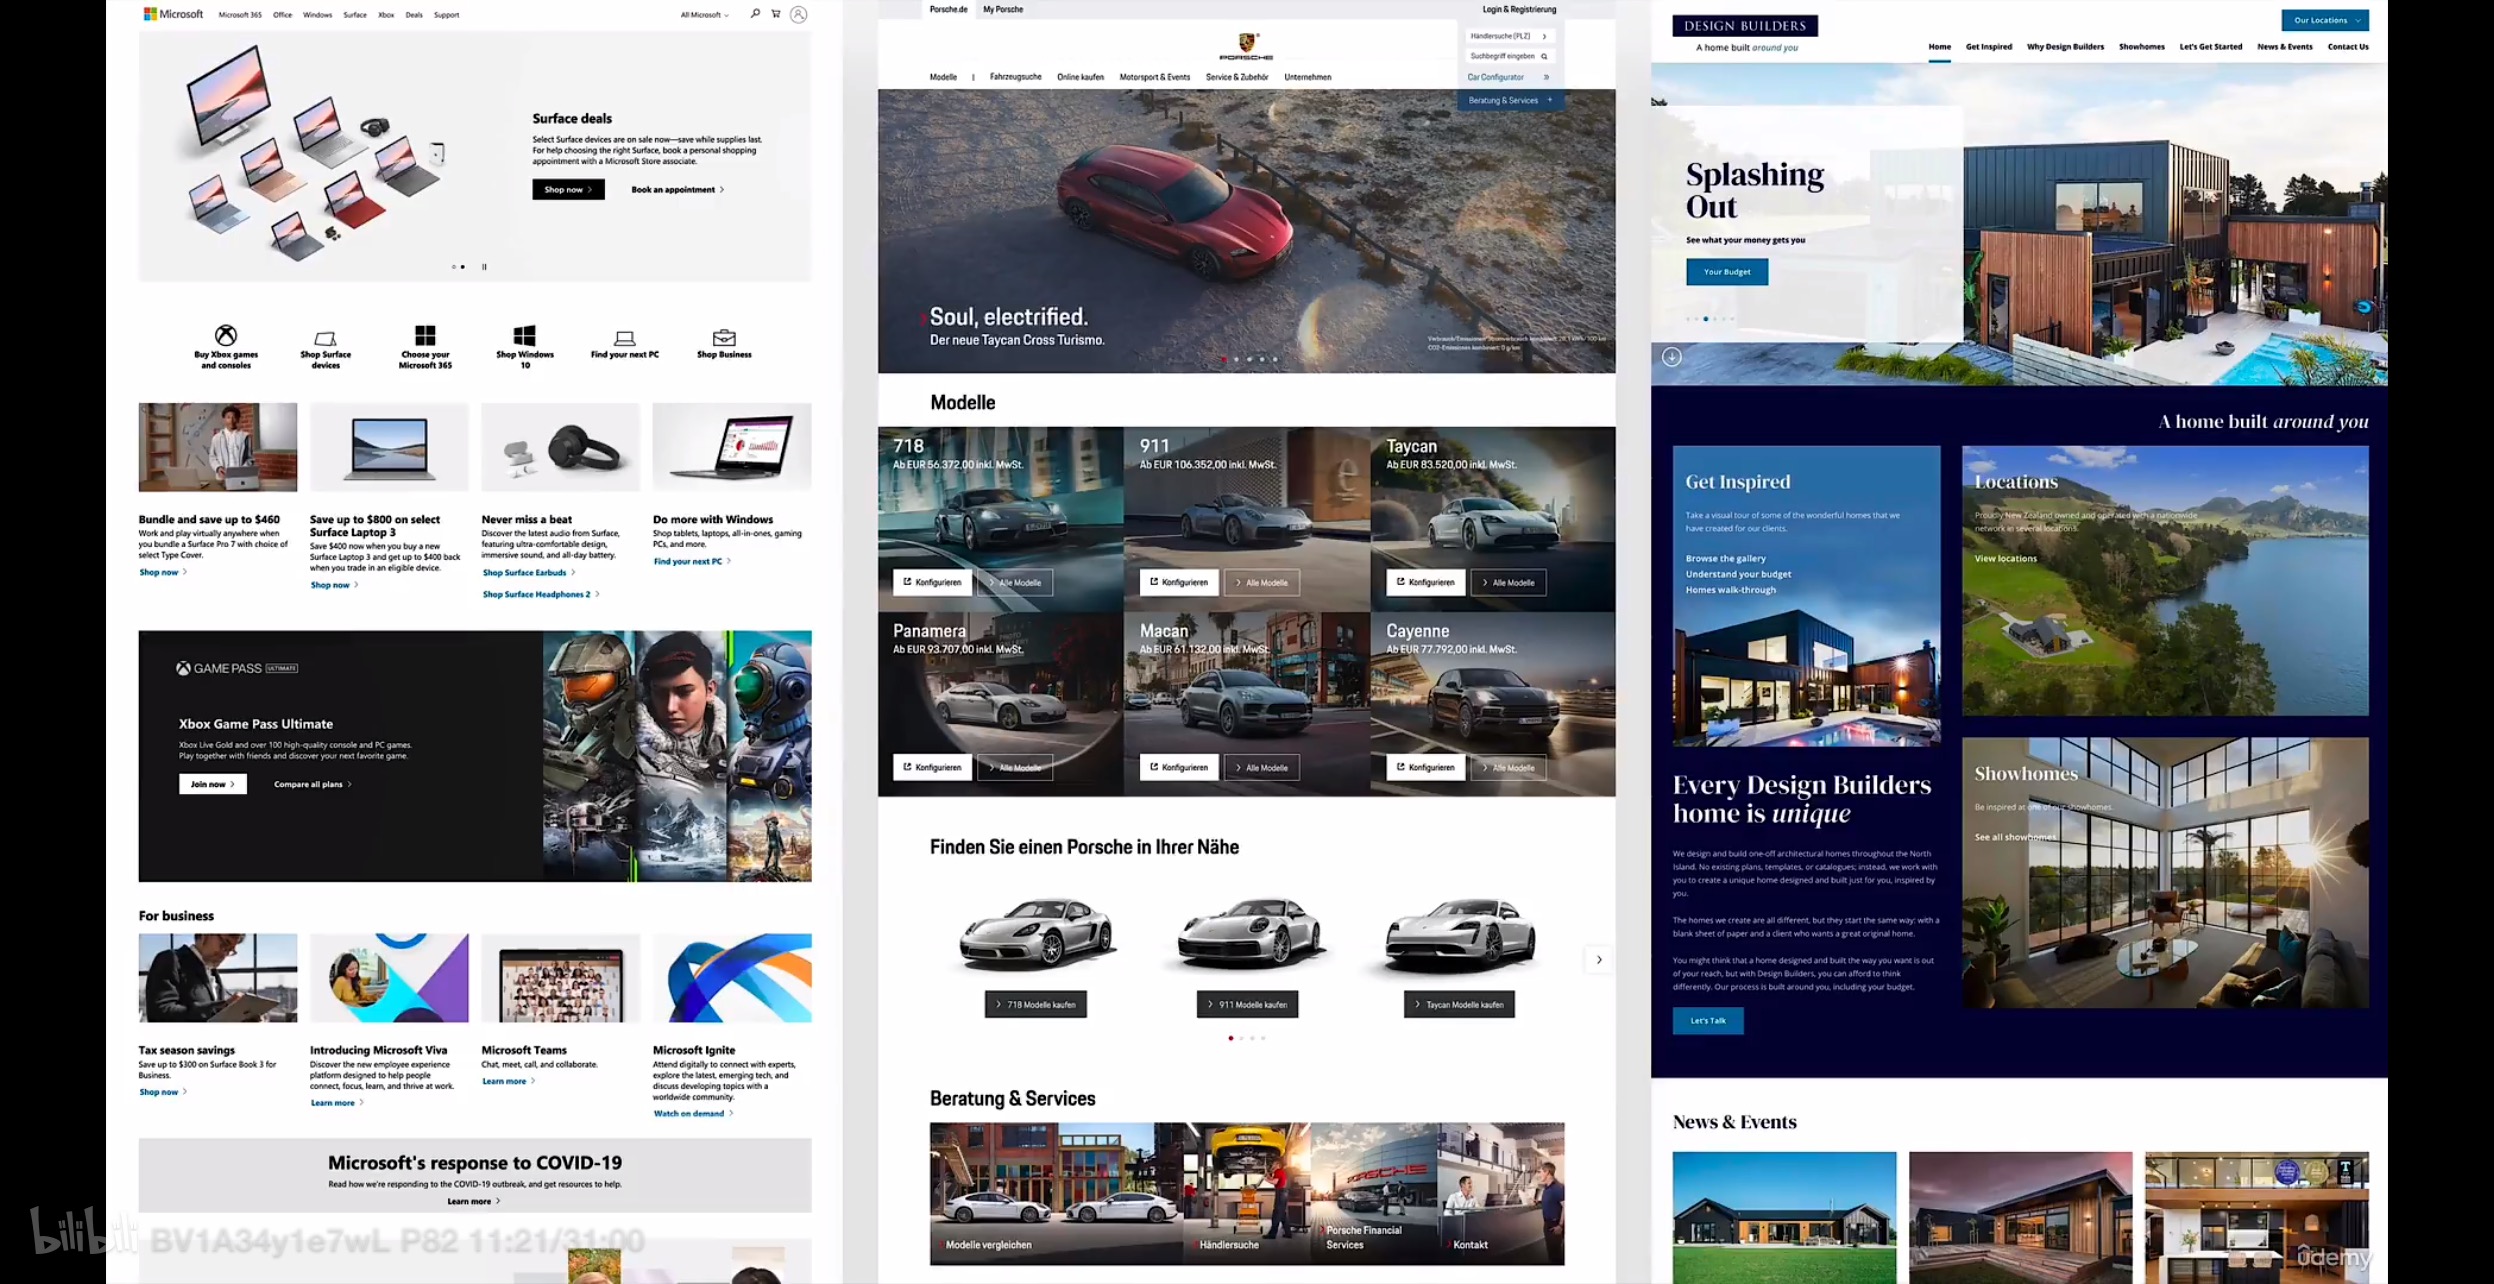 Microsoft
Microsoft 365 Office Windows Surface Xbox Deals Support
All Microsoft
Surface deals
Select Surface devices are on sale now—save while supplies last.
For help choosing the right Surface, book a personal shopping
appointment with a Microsoft Store associate.
Shop now
Book an appointment
Buy Xbox games
and consoles
Shop Surface
devices
Choose your
Microsoft 365
Shop Windows
10
Find your next PC
Shop Business
Bundle and save up to $460
Work and play virtually anywhere when
you bundle a Surface Pro 7 with choice of
select Type Cover.
Shop now
Save up to $800 on select
Surface Laptop 3
Save $400 now when you buy a new
Surface Laptop 3 and get up to $400 back
when you trade in an eligible device.
Shop now
Never miss a beat
Discover the latest audio from Surface,
featuring ultra-comfortable design,
immersive sound, and all-day battery.
Shop Surface Earbuds
Shop Surface Headphones 2
Do more with Windows
Shop tablets, laptops, all-in-ones, gaming
PCs, and more.
Find your next PC
GAME PASS ULTIMATE
Xbox Game Pass Ultimate
Xbox Live Gold and over 100 high-quality console and PC games.
Play together with friends and discover your next favorite game.
Join now
Compare all plans
For business
Tax season savings
Save up to $300 on Surface Book 3 for
Business.
Shop now
Introducing Microsoft Viva
Discover the new employee experience
platform designed to help people
connect, focus, learn, and thrive at work.
Learn more
Microsoft Teams
Chat, meet, call, and collaborate.
Learn more
Microsoft Ignite
Attend digitally to connect with experts,
explore the latest, emerging tech, and
discuss developing topics with a
worldwide community.
Watch on demand
Microsoft's response to COVID-19
Read how we're responding to the COVID-19 outbreak, and get resources to help.
Learn more
bilibili BV1A34y1e7wL P82 11:21/31:00
Porsche.de My Porsche
Login & Registrierung
PORSCHE
Händlersuche (PLZ)
Suchbegriff eingeben
Car Configurator
Beratung & Services
Modelle | Fahrzeugsuche Online kaufen Motorsport & Events Service & Zubehör Unternehmen
Soul, electrified.
Der neue Taycan Cross Turismo.
CO2-Emissionen kombiniert: 0 g/km
Modelle
718
Ab EUR 56.372,00 inkl. MwSt.
Konfigurieren Alle Modelle
911
Ab EUR 106.352,00 inkl. MwSt.
Konfigurieren Alle Modelle
Taycan
Ab EUR 83.520,00 inkl. MwSt.
Konfigurieren Alle Modelle
Panamera
Ab EUR 93.707,00 inkl. MwSt.
Konfigurieren Alle Modelle
Macan
Ab EUR 61.132,00 inkl. MwSt.
Konfigurieren Alle Modelle
Cayenne
Ab EUR 77.792,00 inkl. MwSt.
Konfigurieren Alle Modelle
Finden Sie einen Porsche in Ihrer Nähe
718 Modelle kaufen
911 Modelle kaufen
Taycan Modelle kaufen
Beratung & Services
PORSCHE
Modelle vergleichen
Händlersuche
Porsche Financial
Services
Kontakt
DESIGN BUILDERS
A home built around you
Our Locations
Home Get Inspired Why Design Builders Showhomes Let's Get Started News & Events Contact Us
Splashing
Out
See what your money gets you
Your Budget
A home built around you
Get Inspired
Take a visual tour of some of the wonderful homes that we
have created for our clients.
Browse the gallery
Understand your budget
Homes walk-through
Locations
Proudly New Zealand owned and operated with a nationwide
network in several locations.
View locations
Showhomes
Be inspired at one of our showhomes.
See all showhomes
Every Design Builders
home is unique
We design and build one-off architectural homes throughout the North
Island. No existing plans, templates, or catalogues; instead, we work with
you to create a unique home designed and built just for you, inspired by
you.
The homes we create are all different, but they start the same way: with a
blank sheet of paper and a client who wants a great original home.
You might think that a home designed and built the way you want is out
of your reach, but with Design Builders, you can afford to think
differently. Our process is built around you, including your budget.
Let's Talk
News & Events
udemy